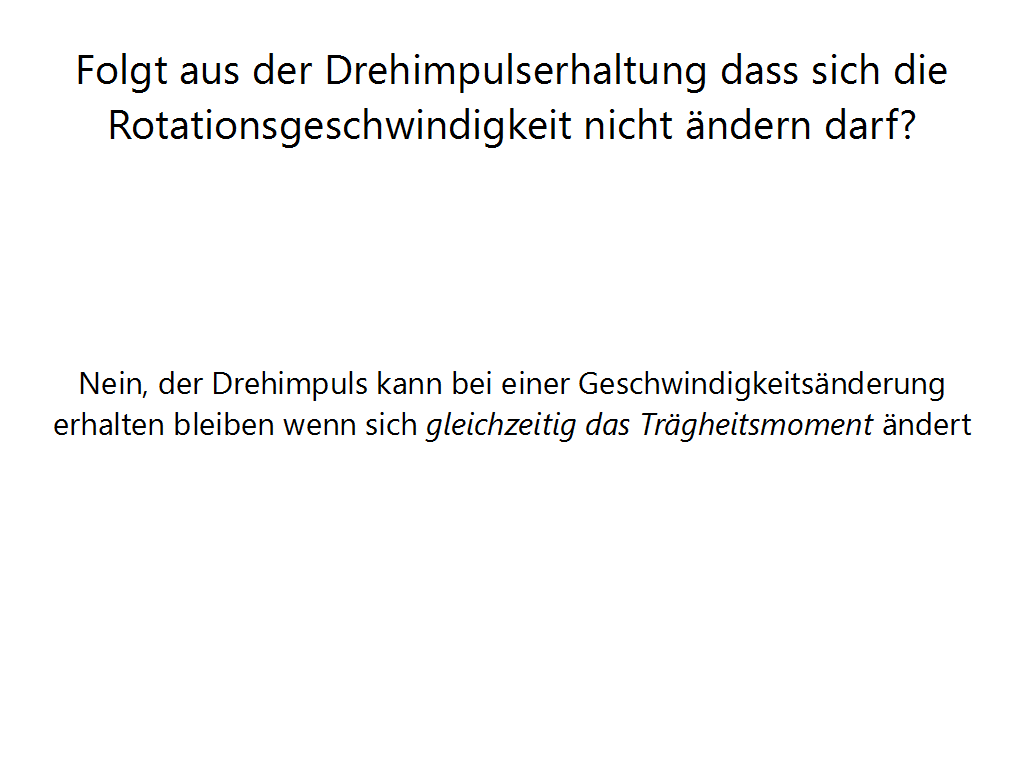 Folgt aus der Drehimpulserhaltung dass sich die
Rotationsgeschwindigkeit nicht ändern darf?
Nein, der Drehimpuls kann bei einer Geschwindigkeitsänderung
erhalten bleiben wenn sich gleichzeitig das Trägheitsmoment ändert